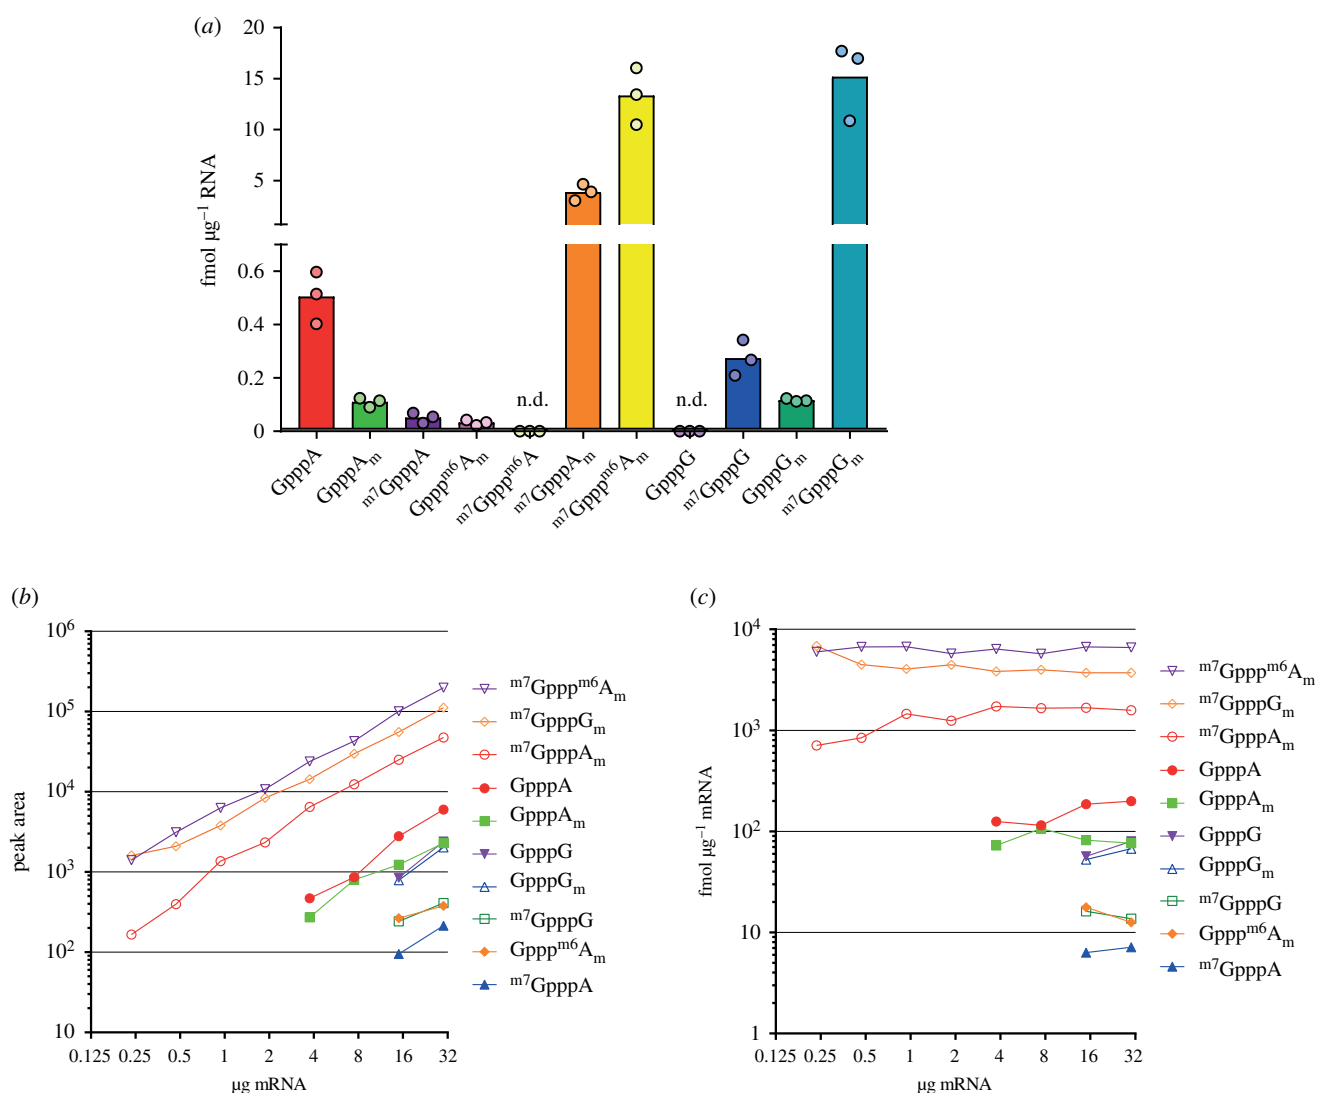 (a)
20
15
10
5
0.6
0.4
0.2
0
fmol µg⁻¹ RNA
n.d.
n.d.
GpppA
GpppAₘ
ᵐ⁷GpppA
Gpppᵐ⁶Aₘ
ᵐ⁷Gpppᵐ⁶A
ᵐ⁷GpppAₘ
ᵐ⁷Gpppᵐ⁶Aₘ
GpppG
ᵐ⁷GpppG
GpppGₘ
ᵐ⁷GpppGₘ
(b)
10⁶
10⁵
10⁴
10³
10²
10
peak area
0.125 0.25 0.5 1 2 4 8 16 32
µg mRNA
ᵐ⁷Gpppᵐ⁶Aₘ
ᵐ⁷GpppGₘ
ᵐ⁷GpppAₘ
GpppA
GpppAₘ
GpppG
GpppGₘ
ᵐ⁷GpppG
Gpppᵐ⁶Aₘ
ᵐ⁷GpppA
(c)
10⁴
10³
10²
10
1
fmol µg⁻¹ mRNA
0.125 0.25 0.5 1 2 4 8 16 32
µg mRNA
ᵐ⁷Gpppᵐ⁶Aₘ
ᵐ⁷GpppGₘ
ᵐ⁷GpppAₘ
GpppA
GpppAₘ
GpppG
GpppGₘ
ᵐ⁷GpppG
Gpppᵐ⁶Aₘ
ᵐ⁷GpppA